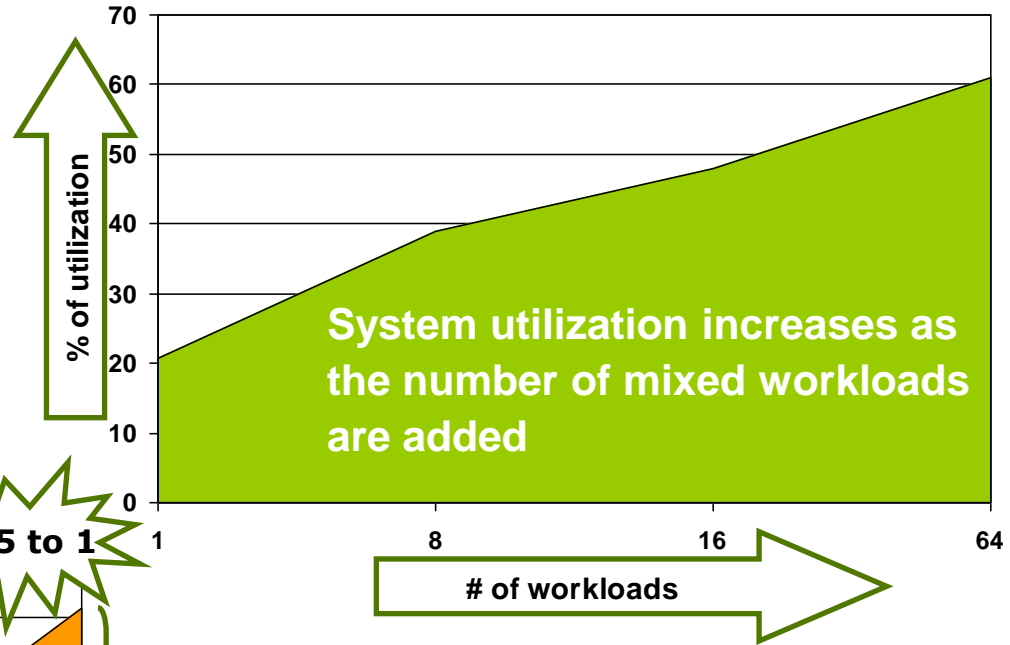 70
60
50
40
30
20
10
0
% of utilization
System utilization increases as
the number of mixed workloads
are added
5 to 1
1 8 16 64
# of workloads